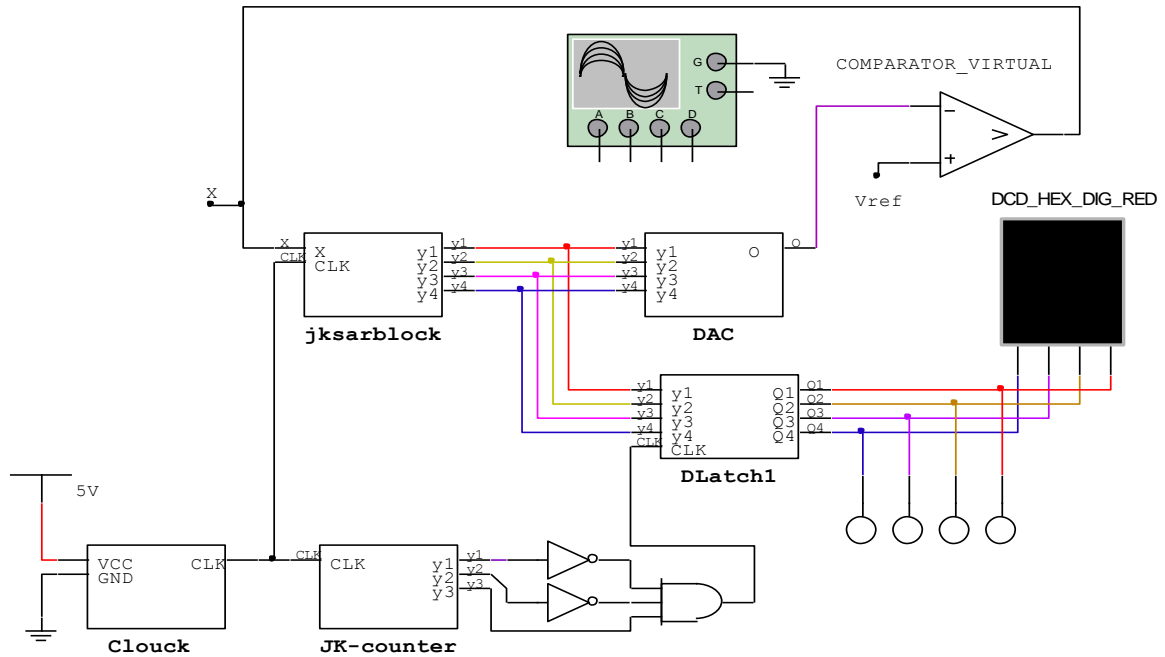 G
T
A B C D
COMPARATOR_VIRTUAL
−
+
>
Vref
DCD_HEX_DIG_RED
X
X
CLK
X
CLK
y1
y2
y3
y4
y1
y2
y3
y4
jksarblock
y1
y2
y3
y4
y1
y2
y3
y4
O
O
DAC
y1
y2
y3
y4
CLK
y1
y2
y3
y4
CLK
Q1
Q2
Q3
Q4
Q1
Q2
Q3
Q4
DLatch1
5V
VCC
GND
CLK
Clouck
CLK
CLK
y1
y2
y3
y1
y2
y3
JK-counter